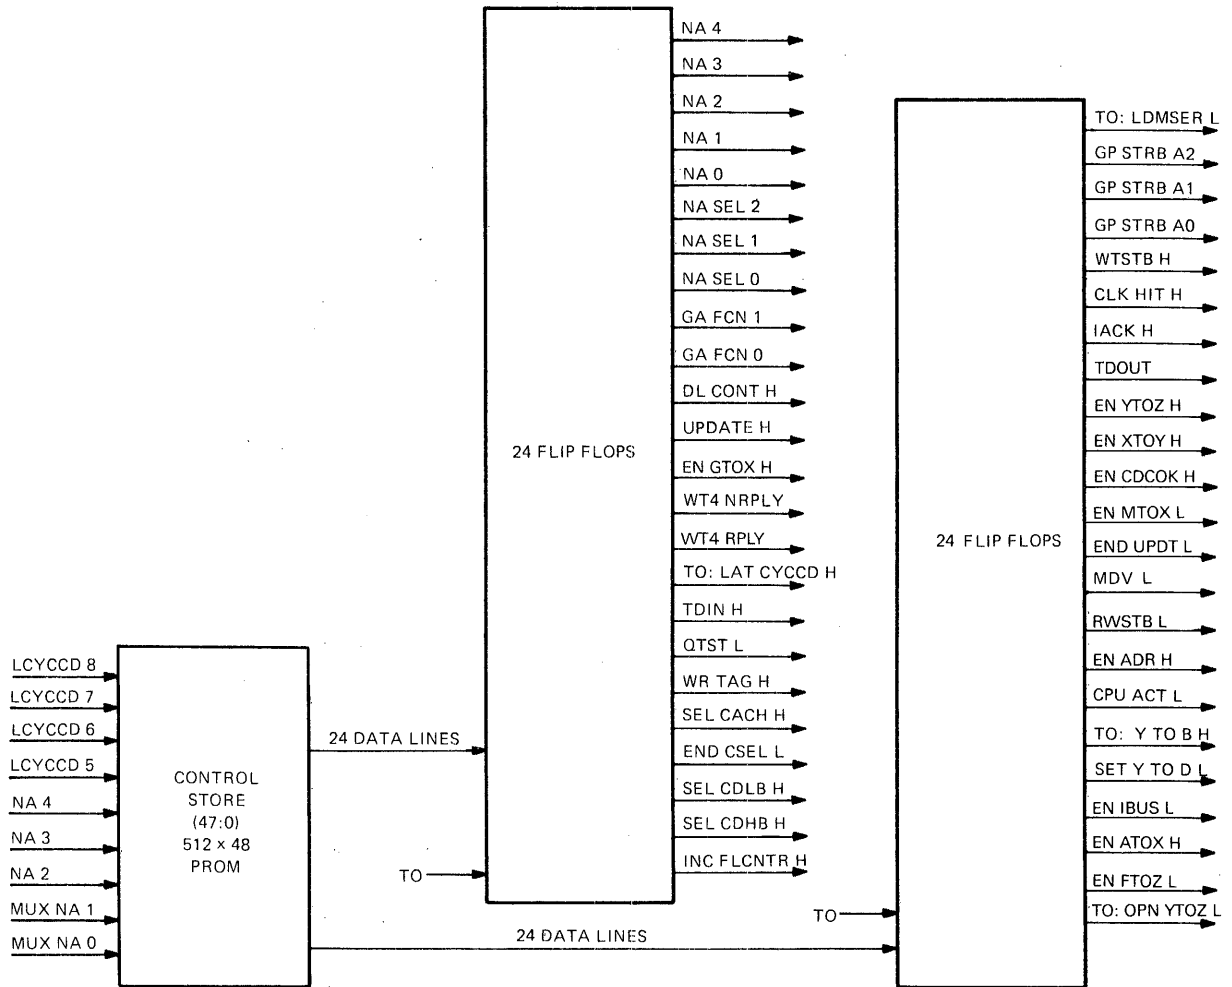 LCYCCD 8
LCYCCD 7
LCYCCD 6
LCYCCD 5
NA 4
NA 3
NA 2
MUX NA 1
MUX NA 0
CONTROL
STORE
(47:0)
512 × 48
PROM
24 DATA LINES
24 DATA LINES
TO
24 FLIP FLOPS
NA 4
NA 3
NA 2
NA 1
NA 0
NA SEL 2
NA SEL 1
NA SEL 0
GA FCN 1
GA FCN 0
DL CONT H
UPDATE H
EN GTOX H
WT4 NRPLY
WT4 RPLY
TO: LAT CYCCD H
TDIN H
QTST L
WR TAG H
SEL CACH H
END CSEL L
SEL CDLB H
SEL CDHB H
INC FLCNTR H
TO
24 FLIP FLOPS
TO: LDMSER L
GP STRB A2
GP STRB A1
GP STRB A0
WTSTB H
CLK HIT H
IACK H
TDOUT
EN YTOZ H
EN XTOY H
EN CDCOK H
EN MTOX L
END UPDT L
MDV L
RWSTB L
EN ADR H
CPU ACT L
TO: Y TO B H
SET Y TO D L
EN IBUS L
EN ATOX H
EN FTOZ L
TO: OPN YTOZ L